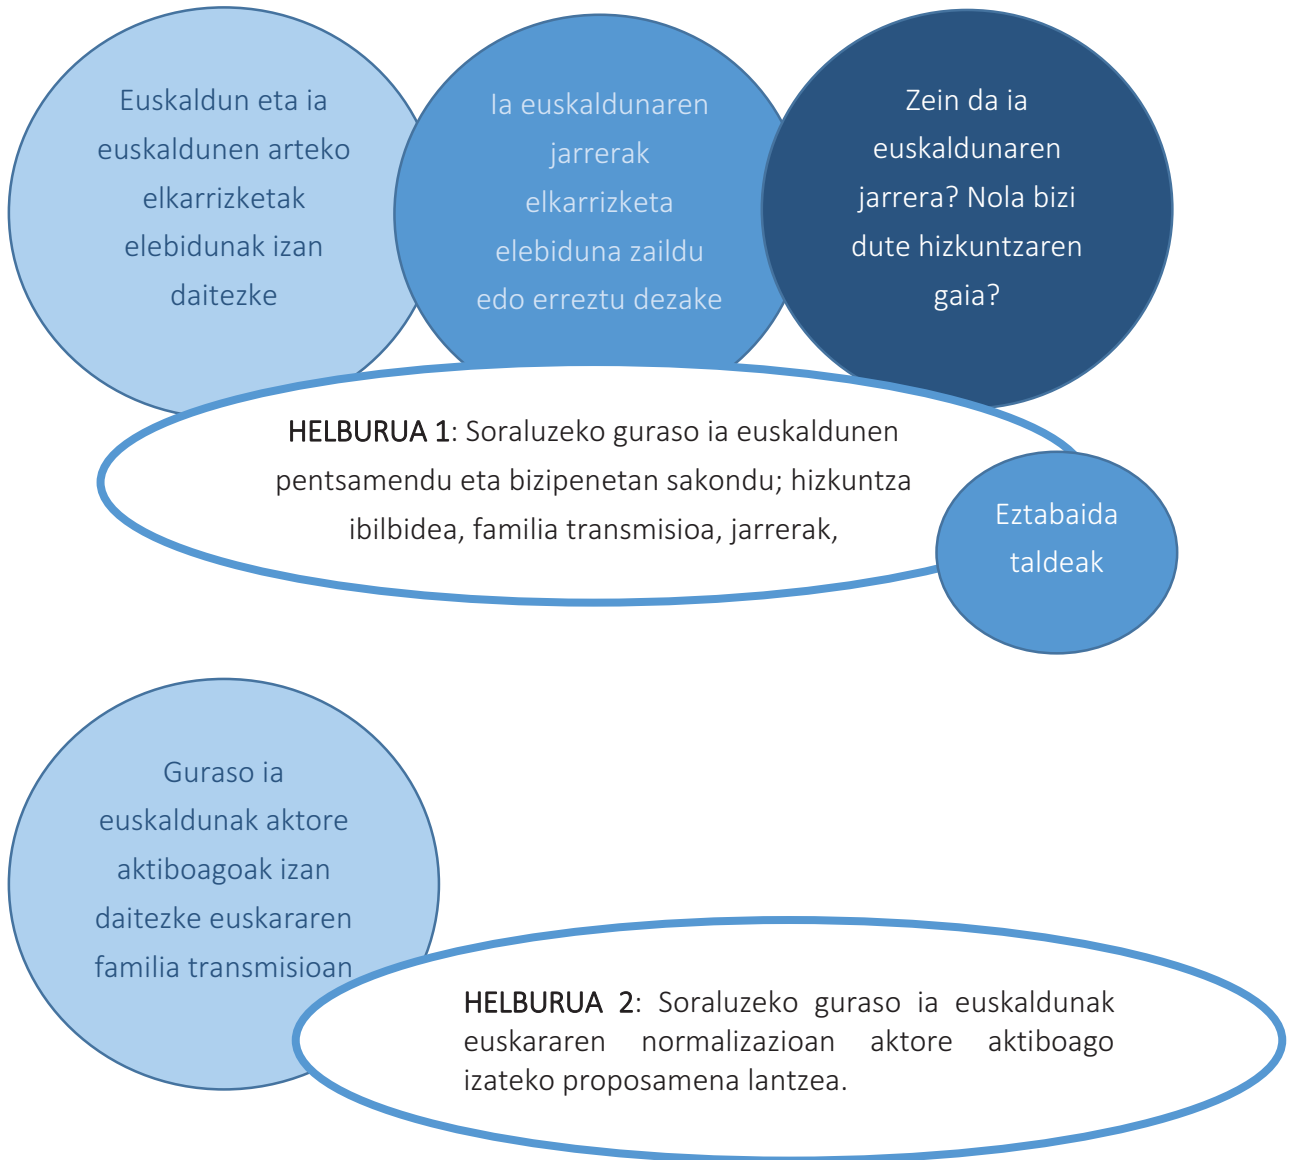 Euskaldun eta ia
euskaldunen arteko
elkarrizketak
elebidunak izan
daitezke
Ia euskaldunaren
jarrerak
elkarrizketa
elebiduna zaildu
edo erreztu dezake
Zein da ia
euskaldunaren
jarrera? Nola bizi
dute hizkuntzaren
gaia?
HELBURUA 1: Soraluzeko guraso ia euskaldunen
pentsamendu eta bizipenetan sakondu; hizkuntza
ibilbidea, familia transmisioa, jarrerak,
Eztabaida
taldeak
Guraso ia
euskaldunak aktore
aktiboagoak izan
daitezke euskararen
familia transmisioan
HELBURUA 2: Soraluzeko guraso ia euskaldunak
euskararen normalizazioan aktore aktiboago
izateko proposamena lantzea.